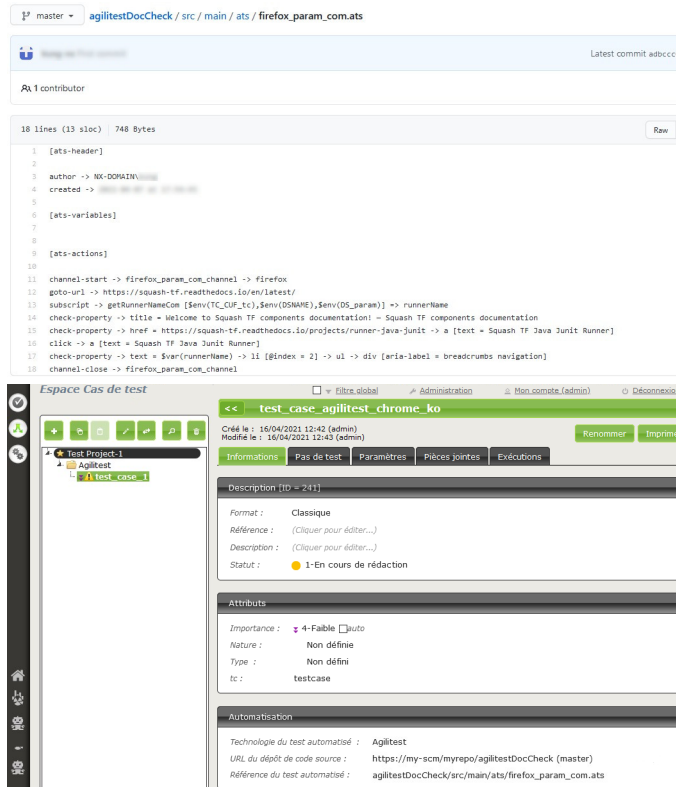 master agilitestDocCheck / src / main / ats / firefox_param_com.ats
Latest commit adbccc
1 contributor
18 lines (13 sloc) 748 Bytes
Raw
1 [ats-header]
2
3 author -> NX-DOMAIN\
4 created ->
5
6 [ats-variables]
7
8
9 [ats-actions]
10
11 channel-start -> firefox_param_com_channel -> firefox
12 goto-url -> https://squash-tf.readthedocs.io/en/latest/
13 subscript -> getRunnerNameCom [$env(TC_CUF_tc),$env(DSNAME),$env(DS_param)] => runnerName
14 check-property -> title = Welcome to Squash TF components documentation! — Squash TF components documentation
15 check-property -> href = https://squash-tf.readthedocs.io/projects/runner-java-junit -> a [text = Squash TF Java Junit Runner]
16 click -> a [text = Squash TF Java Junit Runner]
17 check-property -> text = $var(runnerName) -> li [@index = 2] -> ul -> div [aria-label = breadcrumbs navigation]
18 channel-close -> firefox_param_com_channel
Espace Cas de test
Filtre global Administration Mon compte (admin) Déconnexio
<< test_case_agilitest_chrome_ko
Créé le : 16/04/2021 12:42 (admin)
Modifié le : 16/04/2021 12:43 (admin)
Renommer Imprime
Test Project-1
Agilitest
test_case_1
Informations Pas de test Paramètres Pièces jointes Exécutions
Description [ID = 241]
Format : Classique
Référence : (Cliquer pour éditer...)
Description : (Cliquer pour éditer...)
Statut : 1-En cours de rédaction
Attributs
Importance : 4-Faible auto
Nature : Non définie
Type : Non défini
tc : testcase
Automatisation
Technologie du test automatisé : Agilitest
URL du dépôt de code source : https://my-scm/myrepo/agilitestDocCheck (master)
Référence du test automatisé : agilitestDocCheck/src/main/ats/firefox_param_com.ats